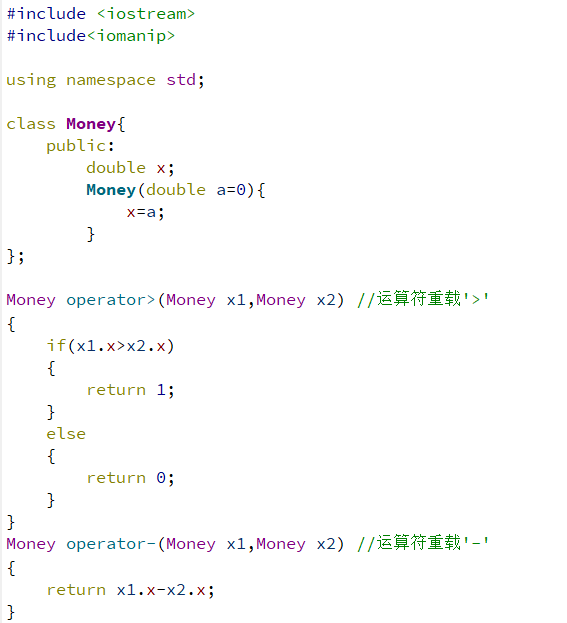 #include <iostream>
#include<iomanip>
using namespace std;
class Money{
    public:
        double x;
        Money(double a=0){
            x=a;
        }
};
Money operator>(Money x1,Money x2) //运算符重载'>'
{
    if(x1.x>x2.x)
    {
        return 1;
    }
    else
    {
        return 0;
    }
}
Money operator-(Money x1,Money x2) //运算符重载'-'
{
    return x1.x-x2.x;
}